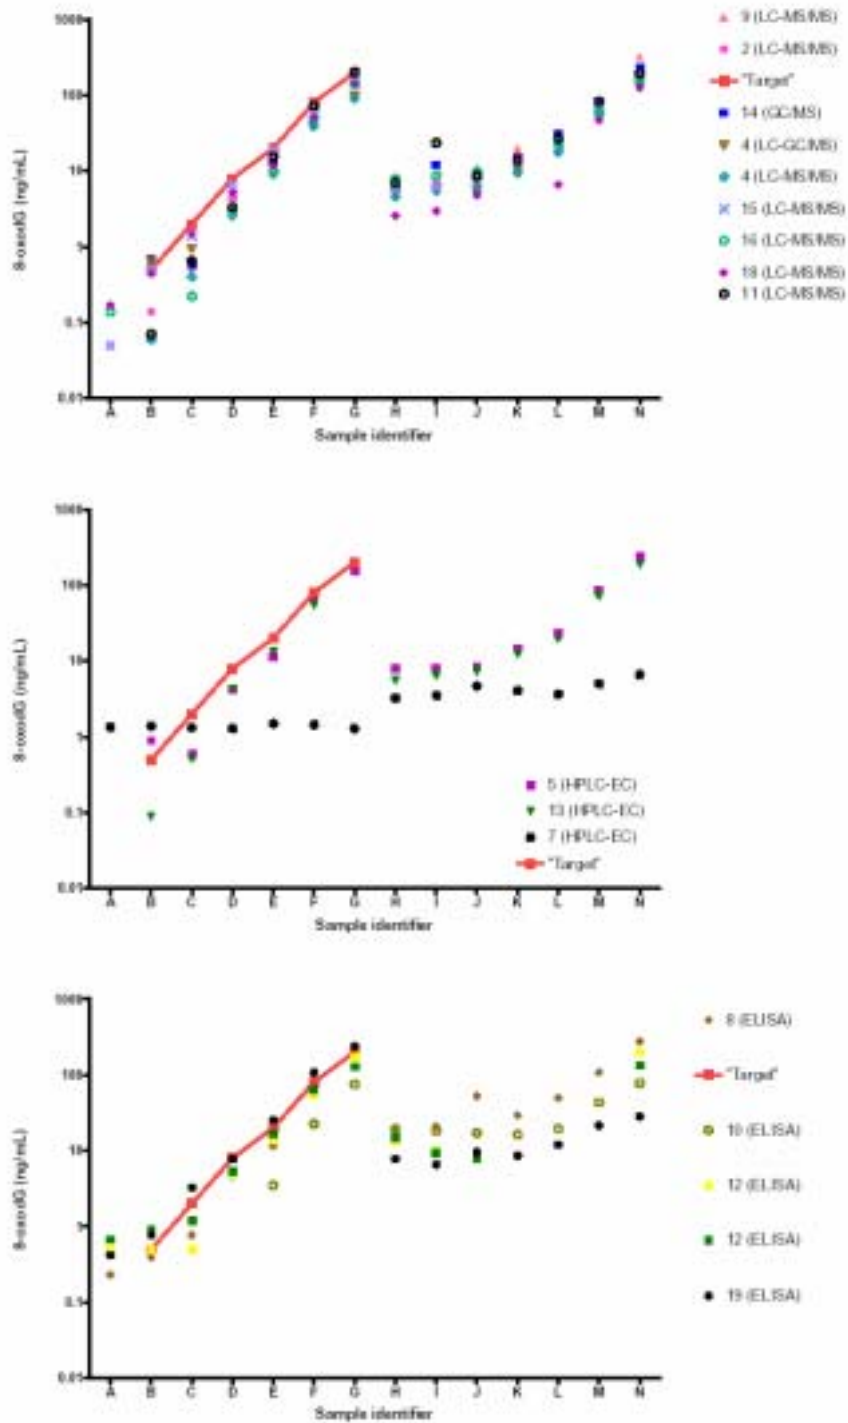 1000
100
10
1
0.1
0.01
8-oxodG (ng/mL)
A B C D E F G H I J K L M N
Sample identifier
9 (LC-MS/MS)
2 (LC-MS/MS)
"Target"
14 (GC/MS)
4 (LC-GC/MS)
4 (LC-MS/MS)
15 (LC-MS/MS)
16 (LC-MS/MS)
18 (LC-MS/MS)
11 (LC-MS/MS)
1000
100
10
1
0.1
0.01
8-oxodG (ng/mL)
5 (HPLC-EC)
13 (HPLC-EC)
7 (HPLC-EC)
"Target"
A B C D E F G H I J K L M N
Sample identifier
1000
100
10
1
0.1
0.01
8-oxodG (ng/mL)
A B C D E F G H I J K L M N
Sample identifier
8 (ELISA)
"Target"
10 (ELISA)
12 (ELISA)
12 (ELISA)
19 (ELISA)